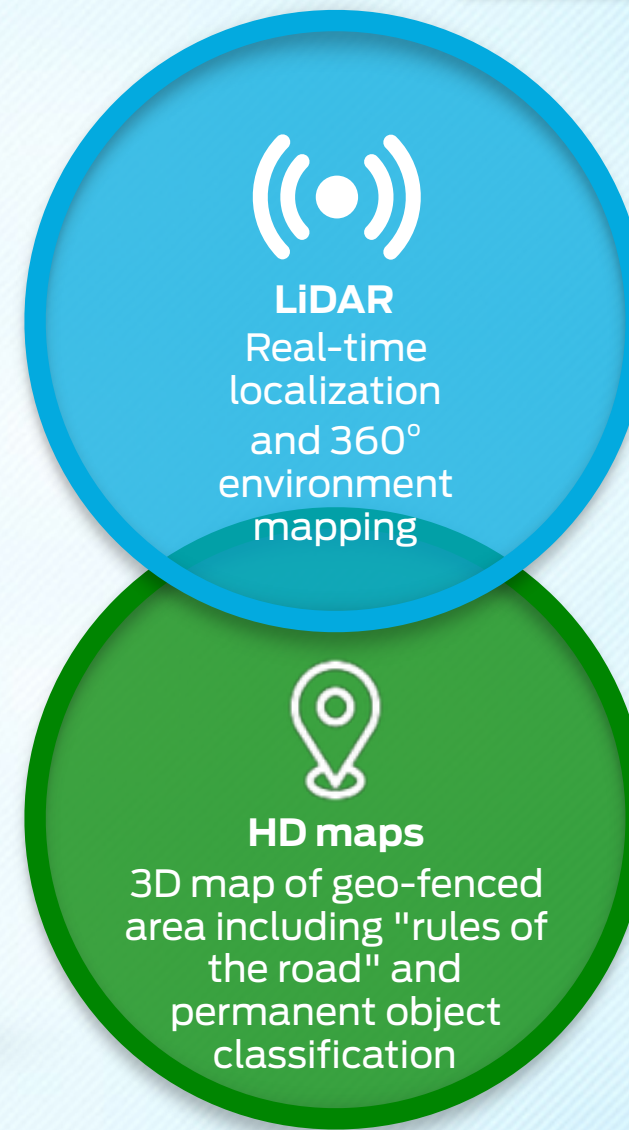 LiDAR
Real-time
localization
and 360°
environment
mapping
HD maps
3D map of geo-fenced
area including "rules of
the road" and
permanent object
classification